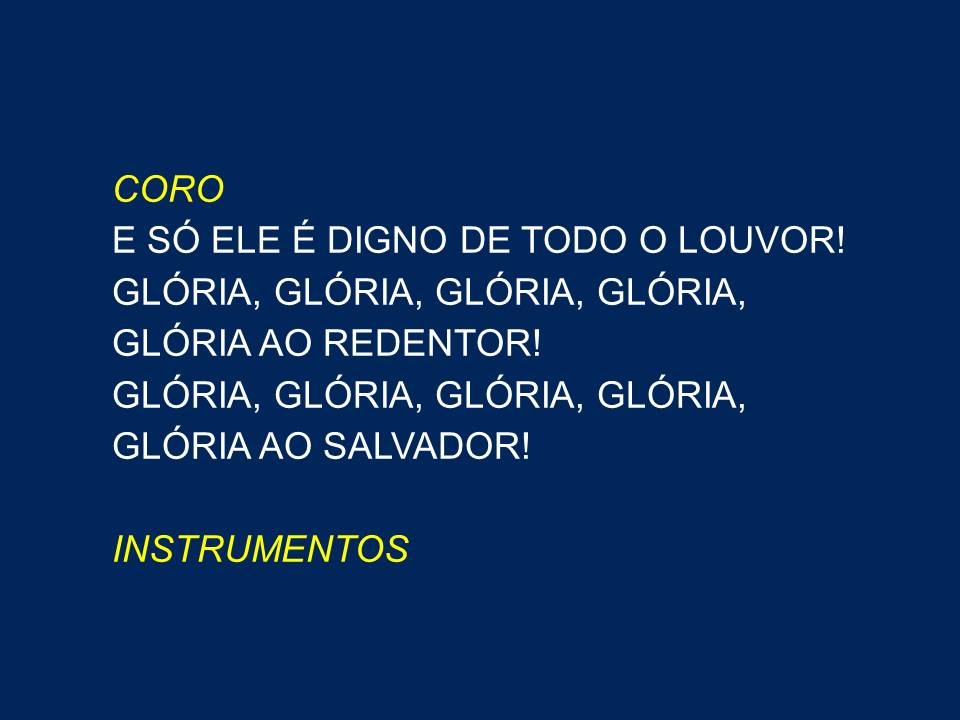 CORO
E SÓ ELE É DIGNO DE TODO O LOUVOR!
GLÓRIA, GLÓRIA, GLÓRIA, GLÓRIA,
GLÓRIA AO REDENTOR!
GLÓRIA, GLÓRIA, GLÓRIA, GLÓRIA,
GLÓRIA AO SALVADOR!
INSTRUMENTOS